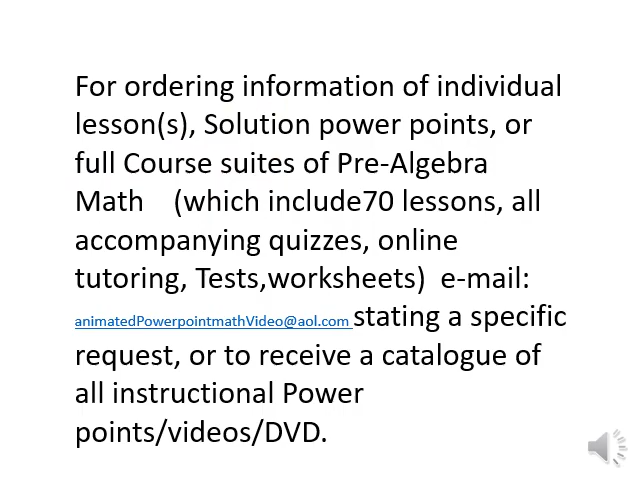 For ordering information of individual
lesson(s), Solution power points, or
full Course suites of Pre-Algebra
Math    (which include70 lessons, all
accompanying quizzes, online
tutoring, Tests,worksheets)  e-mail:
animatedPowerpointmathVideo@aol.com stating a specific
request, or to receive a catalogue of
all instructional Power
points/videos/DVD.